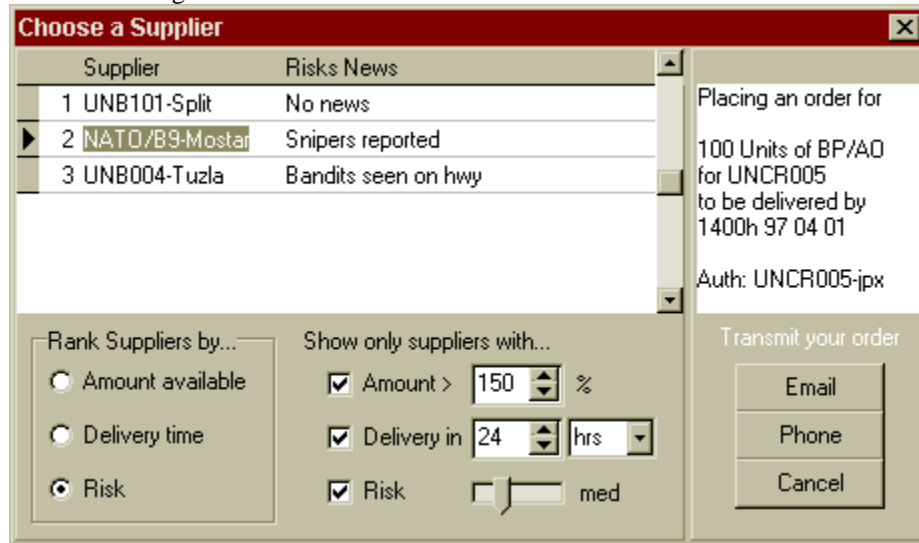 Choose a Supplier
Supplier Risks News
1 UNB101-Split No news
2 NATO/B9-Mostar Snipers reported
3 UNB004-Tuzla Bandits seen on hwy
Placing an order for
100 Units of BP/AO
for UNCR005
to be delivered by
1400h 97 04 01
Auth: UNCR005-jpx
Rank Suppliers by...
Amount available
Delivery time
Risk
Show only suppliers with...
Amount > 150 %
Delivery in 24 hrs
Risk med
Transmit your order
Email
Phone
Cancel